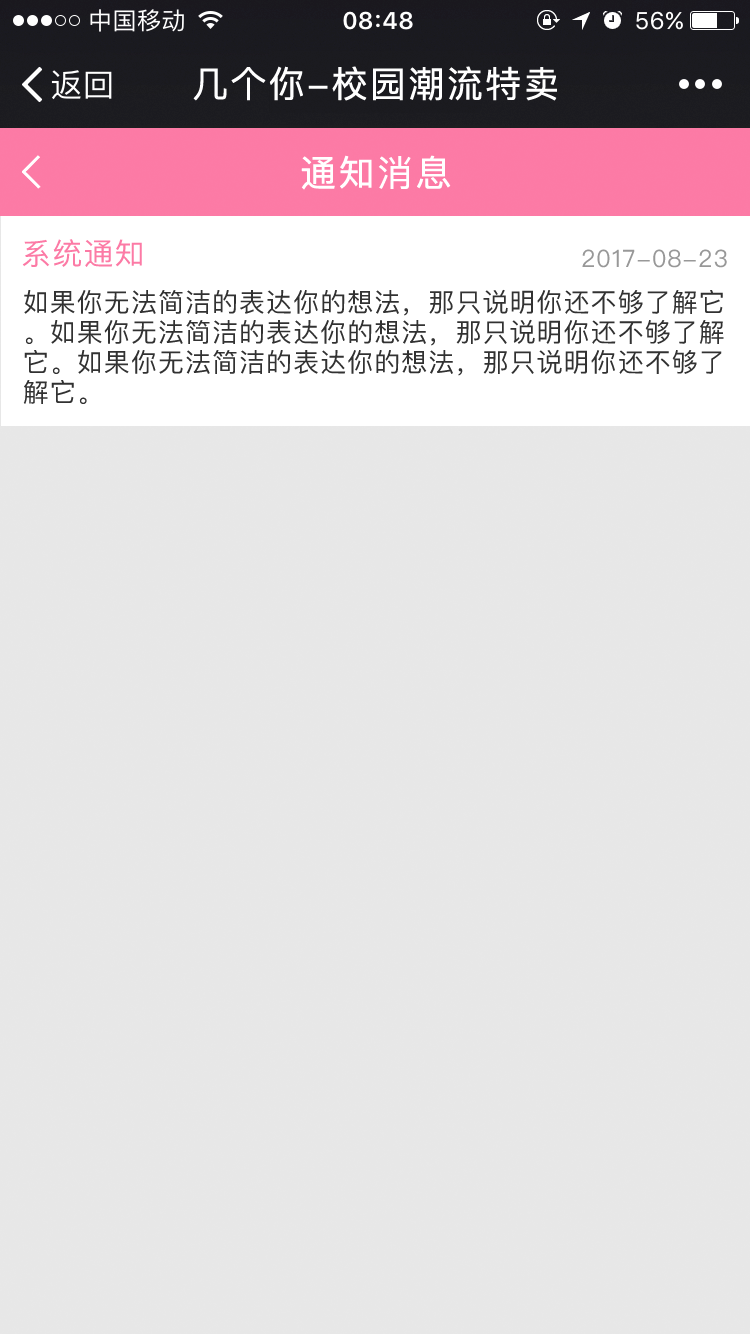 中国移动 08:48 56%
返回 几个你-校园潮流特卖
通知消息
系统通知 2017-08-23
如果你无法简洁的表达你的想法，那只说明你还不够了解它
。如果你无法简洁的表达你的想法，那只说明你还不够了解
它。如果你无法简洁的表达你的想法，那只说明你还不够了
解它。